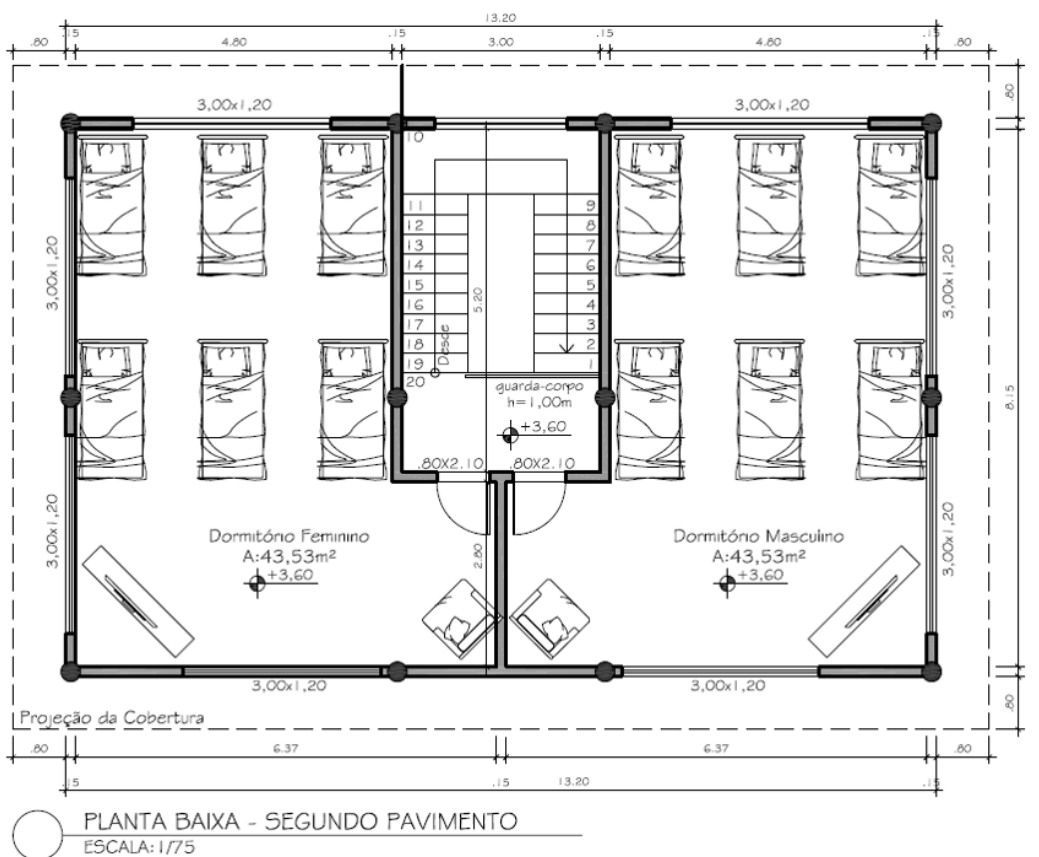 13.20
.80 .15 4.80 .15 3.00 .15 4.80 .15 .80
.80
3,00x1,20
3,00x1,20
10
11 9
12 8
13 7
14 6
15 5
16 4
17 3
18 2
19 1
20
Desce
5.20
3,00x1,20
3,00x1,20
8.15
guarda-corpo
h=1,00m
+3,60
.80X2.10 .80X2.10
3,00x1,20
3,00x1,20
2.80
Dormitório Feminino
A:43,53m²
+3,60
Dormitório Masculino
A:43,53m²
+3,60
3,00x1,20
3,00x1,20
.80
Projeção da Cobertura
.80 6.37 6.37 .80
.15 .15 13.20 .15
PLANTA BAIXA - SEGUNDO PAVIMENTO
ESCALA: 1/75